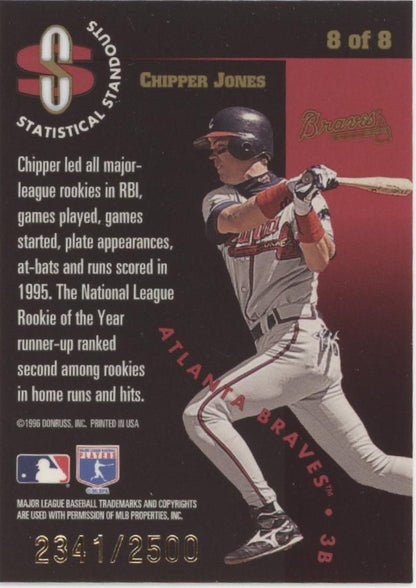 SS
STATISTICAL STANDOUTS
8 of 8
CHIPPER JONES
Braves
Chipper led all major-
league rookies in RBI,
games played, games
started, plate appearances,
at-bats and runs scored in
1995. The National League
Rookie of the Year
runner-up ranked
second among rookies
in home runs and hits.
ATLANTA BRAVES™ • 3B
©1996 DONRUSS, INC. PRINTED IN USA
PLAYERS
MAJOR LEAGUE BASEBALL TRADEMARKS AND COPYRIGHTS
ARE USED WITH PERMISSION OF MLB PROPERTIES, INC.
2341/2500